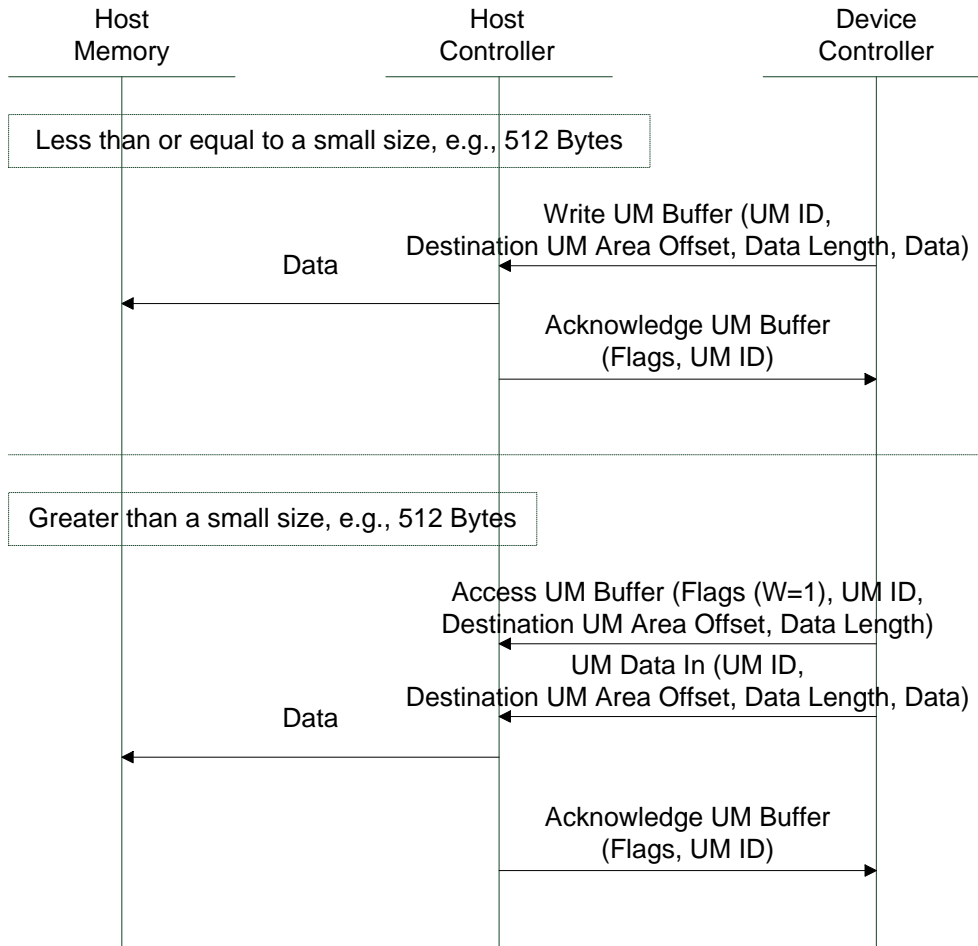 Host
Memory
Host
Controller
Device
Controller
Less than or equal to a small size, e.g., 512 Bytes
Write UM Buffer (UM ID,
Destination UM Area Offset, Data Length, Data)
Data
Acknowledge UM Buffer
(Flags, UM ID)
Greater than a small size, e.g., 512 Bytes
Access UM Buffer (Flags (W=1), UM ID,
Destination UM Area Offset, Data Length)
UM Data In (UM ID,
Destination UM Area Offset, Data Length, Data)
Data
Acknowledge UM Buffer
(Flags, UM ID)